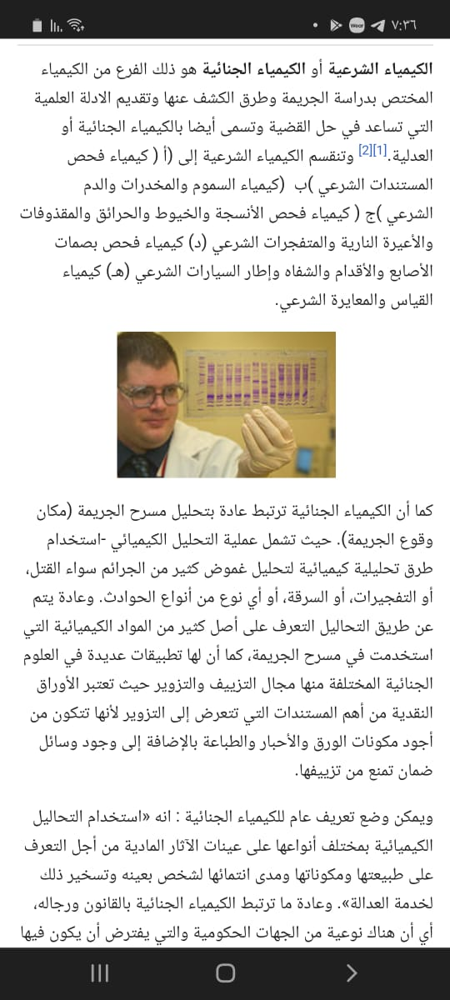 ٧:٣٦
Wear
الكيمياء الشرعية أو الكيمياء الجنائية هو ذلك الفرع من الكيمياء
المختص بدراسة الجريمة وطرق الكشف عنها وتقديم الادلة العلمية
التي تساعد في حل القضية وتسمى أيضا بالكيمياء الجنائية أو
العدلية.[1][2] وتنقسم الكيمياء الشرعية إلى (أ ( كيمياء فحص
المستندات الشرعي )ب (كيمياء السموم والمخدرات والدم
الشرعي )ج ( كيمياء فحص الأنسجة والخيوط والحرائق والمقذوفات
والأعيرة النارية والمتفجرات الشرعي (د) كيمياء فحص بصمات
الأصابع والأقدام والشفاه وإطار السيارات الشرعي (هـ) كيمياء
القياس والمعايرة الشرعي.
كما أن الكيمياء الجنائية ترتبط عادة بتحليل مسرح الجريمة (مكان
وقوع الجريمة). حيث تشمل عملية التحليل الكيميائي -استخدام
طرق تحليلية كيميائية لتحليل غموض كثير من الجرائم سواء القتل،
أو التفجيرات، أو السرقة، أو أي نوع من أنواع الحوادث. وعادة يتم
عن طريق التحاليل التعرف على أصل كثير من المواد الكيميائية التي
استخدمت في مسرح الجريمة، كما أن لها تطبيقات عديدة في العلوم
الجنائية المختلفة منها مجال التزييف والتزوير حيث تعتبر الأوراق
النقدية من أهم المستندات التي تتعرض إلى التزوير لأنها تتكون من
أجود مكونات الورق والأحبار والطباعة بالإضافة إلى وجود وسائل
ضمان تمنع من تزييفها.
ويمكن وضع تعريف عام للكيمياء الجنائية : انه «استخدام التحاليل
الكيميائية بمختلف أنواعها على عينات الآثار المادية من أجل التعرف
على طبيعتها ومكوناتها ومدى انتمائها لشخص بعينه وتسخير ذلك
لخدمة العدالة». وعادة ما ترتبط الكيمياء الجنائية بالقانون ورجاله،
أي أن هناك نوعية من الجهات الحكومية والتي يفترض أن يكون فيها